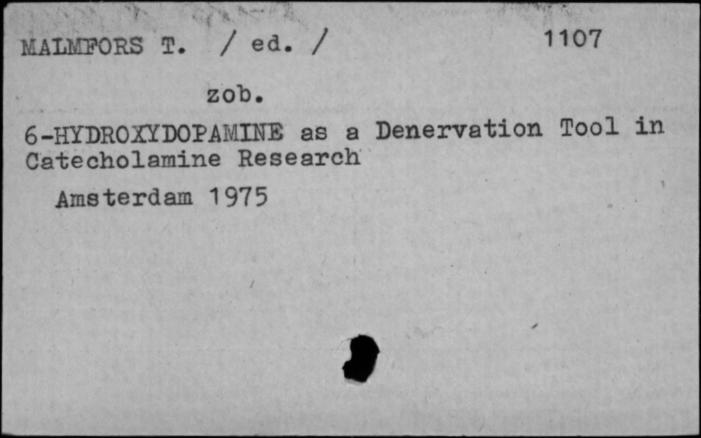 MALMFORS T. / ed. / 1107
zob.
6-HYDROXYDOPAMINE as a Denervation Tool in
Catecholamine Research
Amsterdam 1975